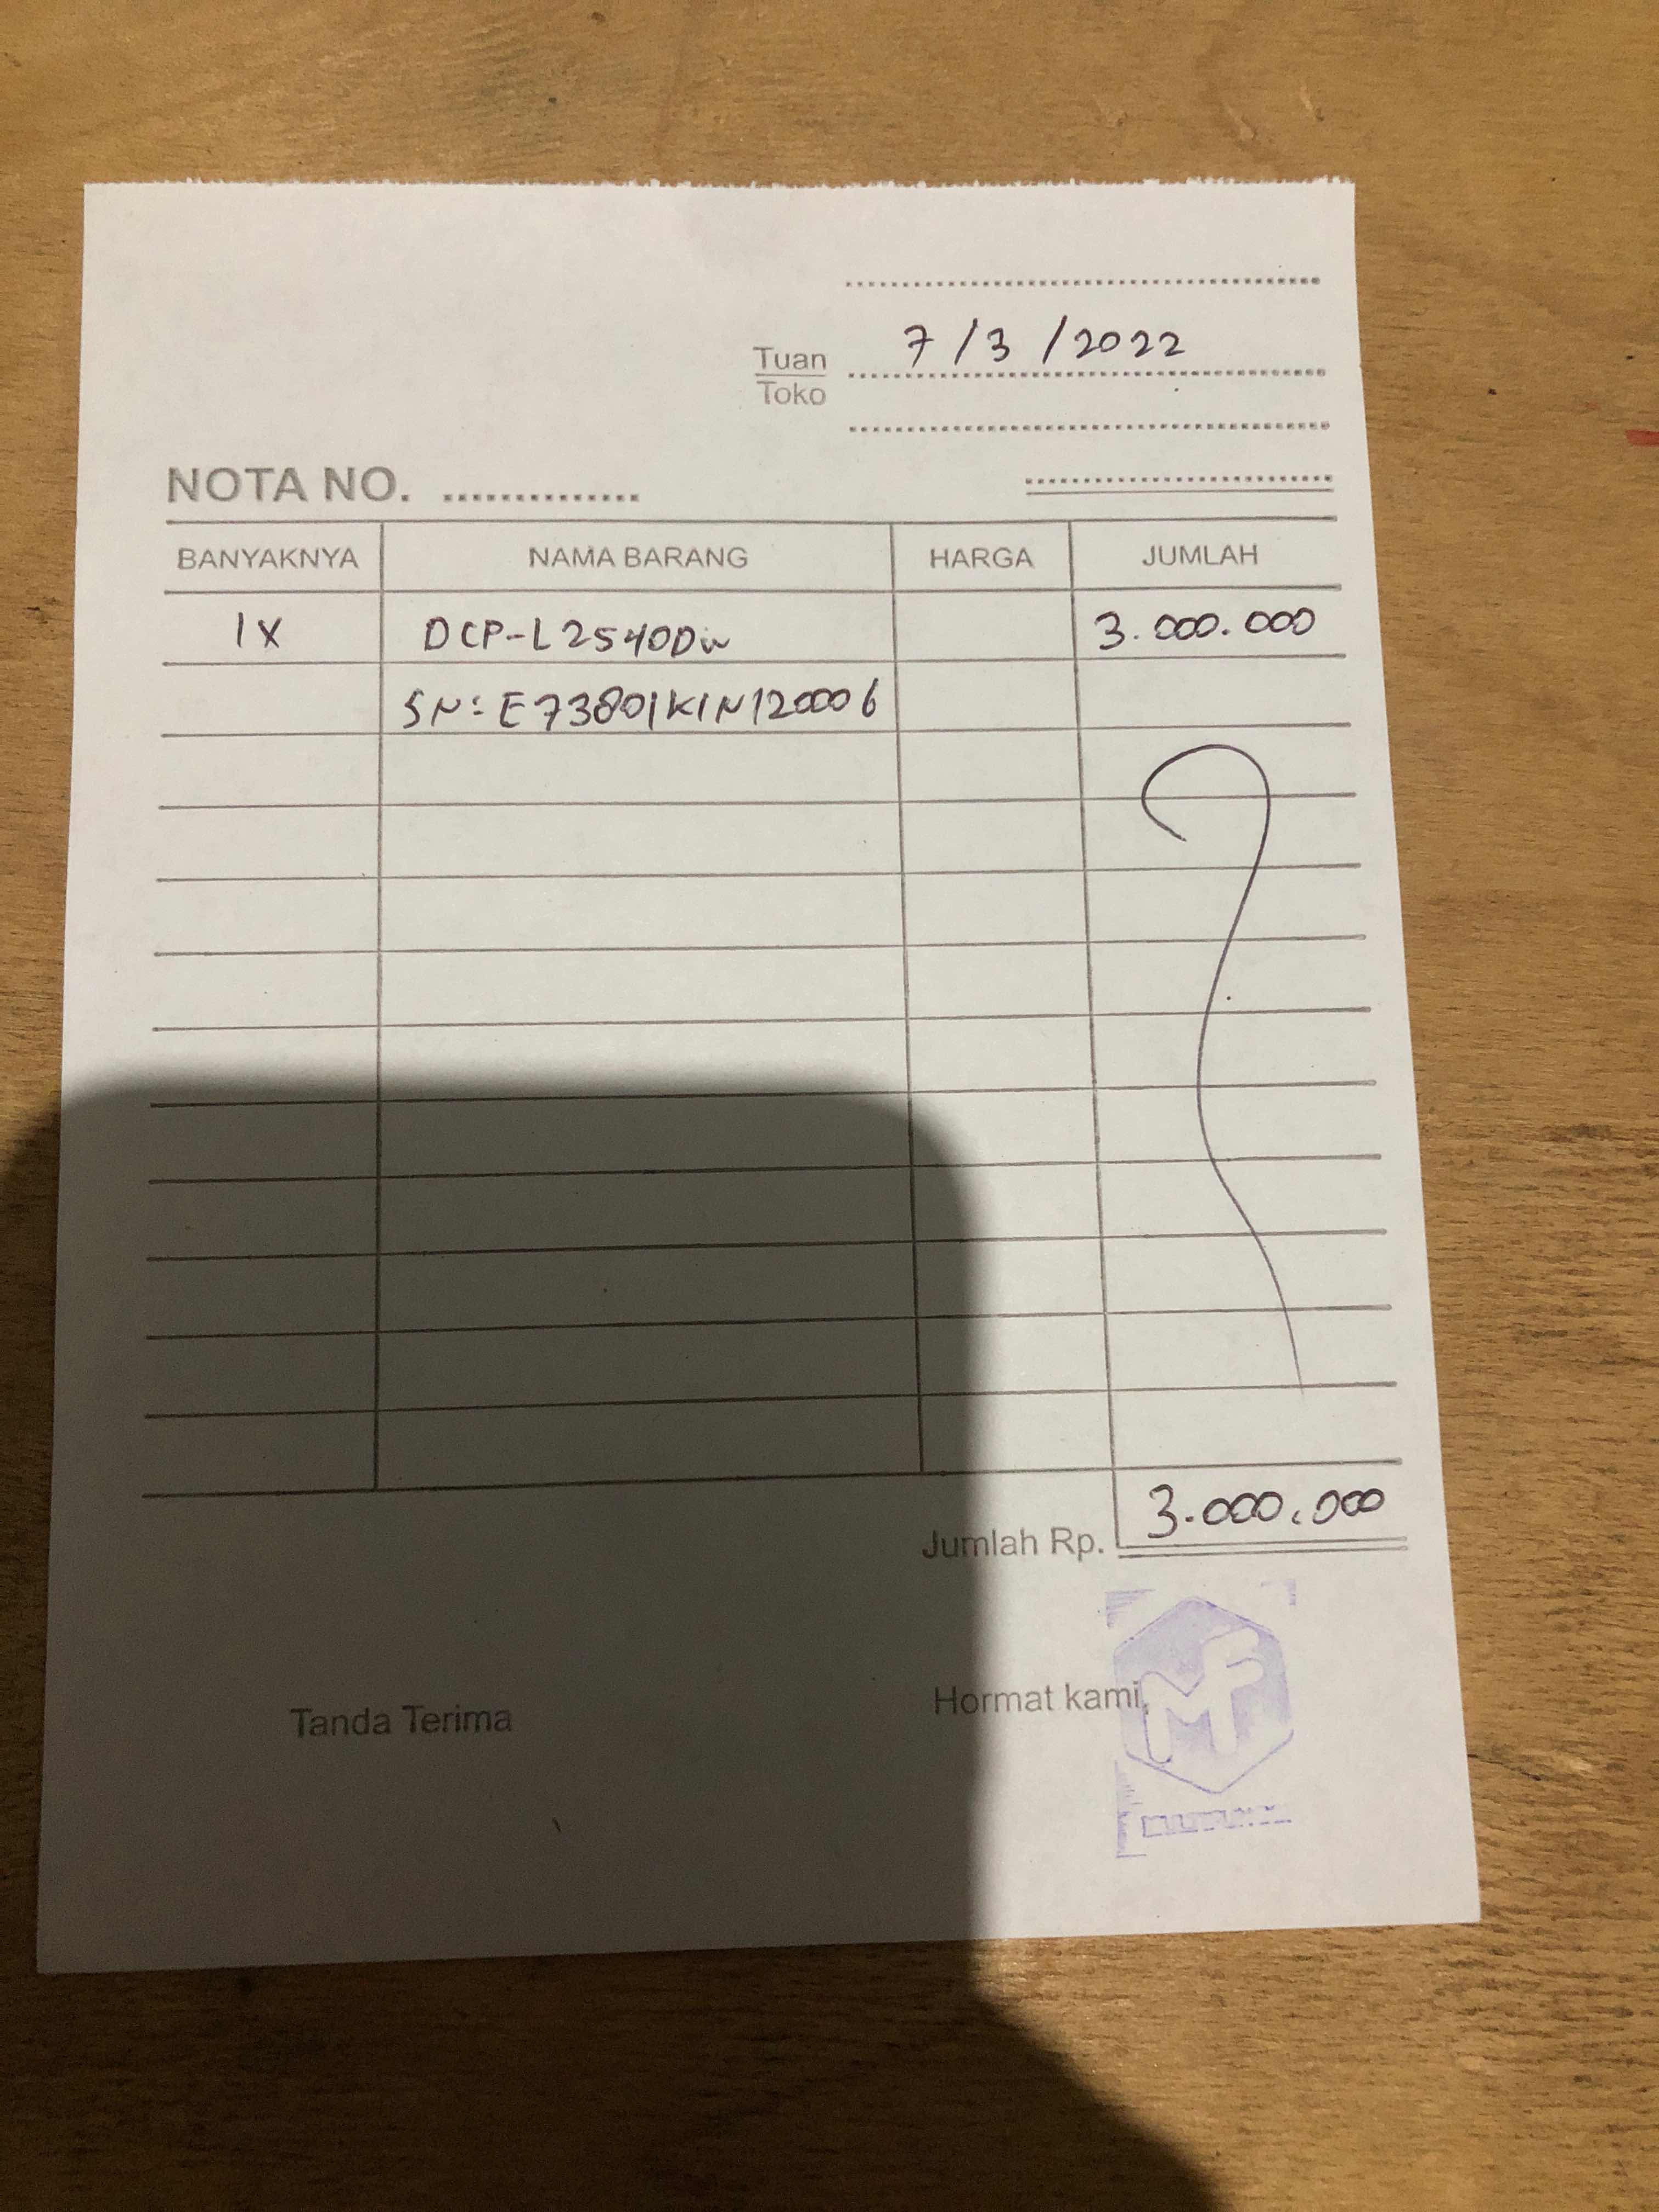 7/3/2022
Tuan
Toko
NOTA NO. ..............
BANYAKNYA NAMA BARANG HARGA JUMLAH
1X DCP-L2540Dw 3.000.000
SN: E73801K1N120006
Jumlah Rp. 3.000.000
Tanda Terima Hormat kami,
MF